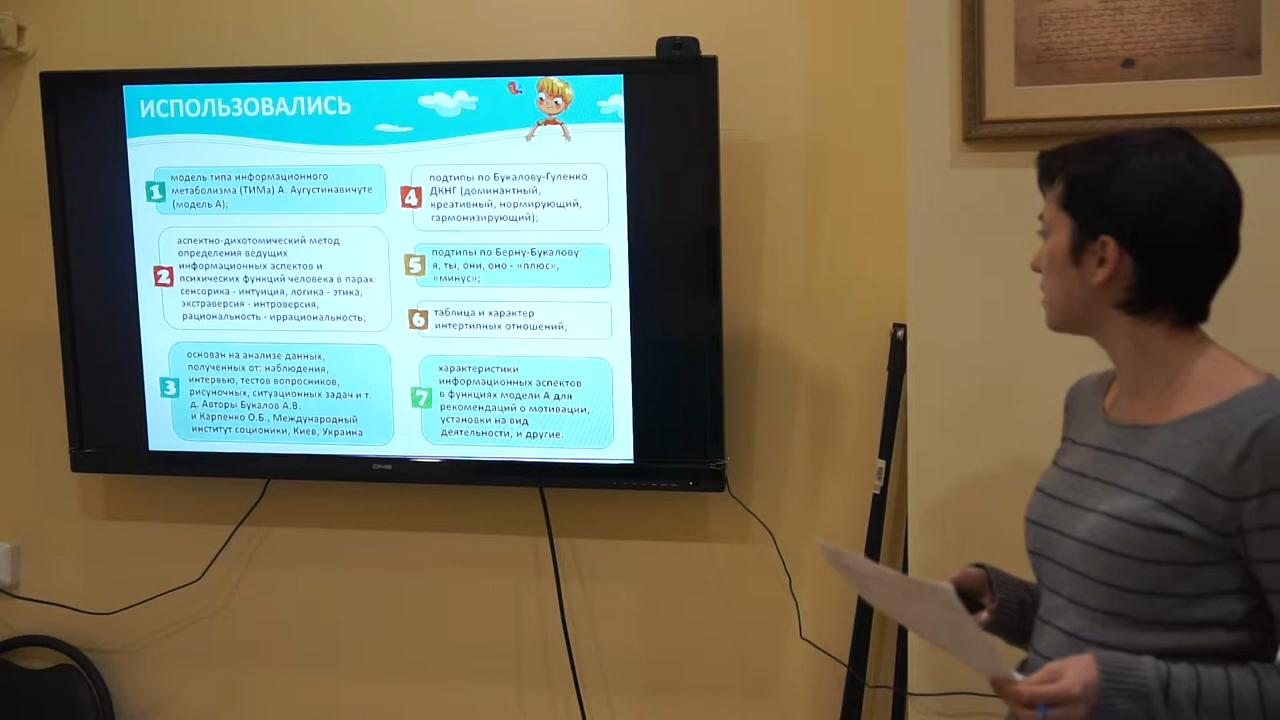 ИСПОЛЬЗОВАЛИСЬ
1
модель типа информационного
метаболизма (ТИМа) А. Аугустинавичуте
(модель А);
2
аспектно-дихотомический метод
определения ведущих
информационных аспектов и
психических функций человека в парах:
сенсорика - интуиция, логика - этика,
экстраверсия - интроверсия,
рациональность - иррациональность;
3
основан на анализе данных,
полученных от: наблюдения,
интервью, тестов вопросников,
рисуночных, ситуационных задач и т.
д. Авторы Букалов А.В.
и Карпенко О.Б., Международный
институт соционики, Киев, Украина
4
подтипы по Букалову-Гуленко
ДКНГ (доминантный,
креативный, нормирующий,
гармонизирующий);
5
подтипы по Берну-Букалову:
я, ты, они, оно - «плюс»,
«минус»;
6
таблица и характер
интертипных отношений;
7
характеристики
информационных аспектов
в функциях модели А для
рекомендаций о мотивации,
установки на вид
деятельности, и другие.
DNS